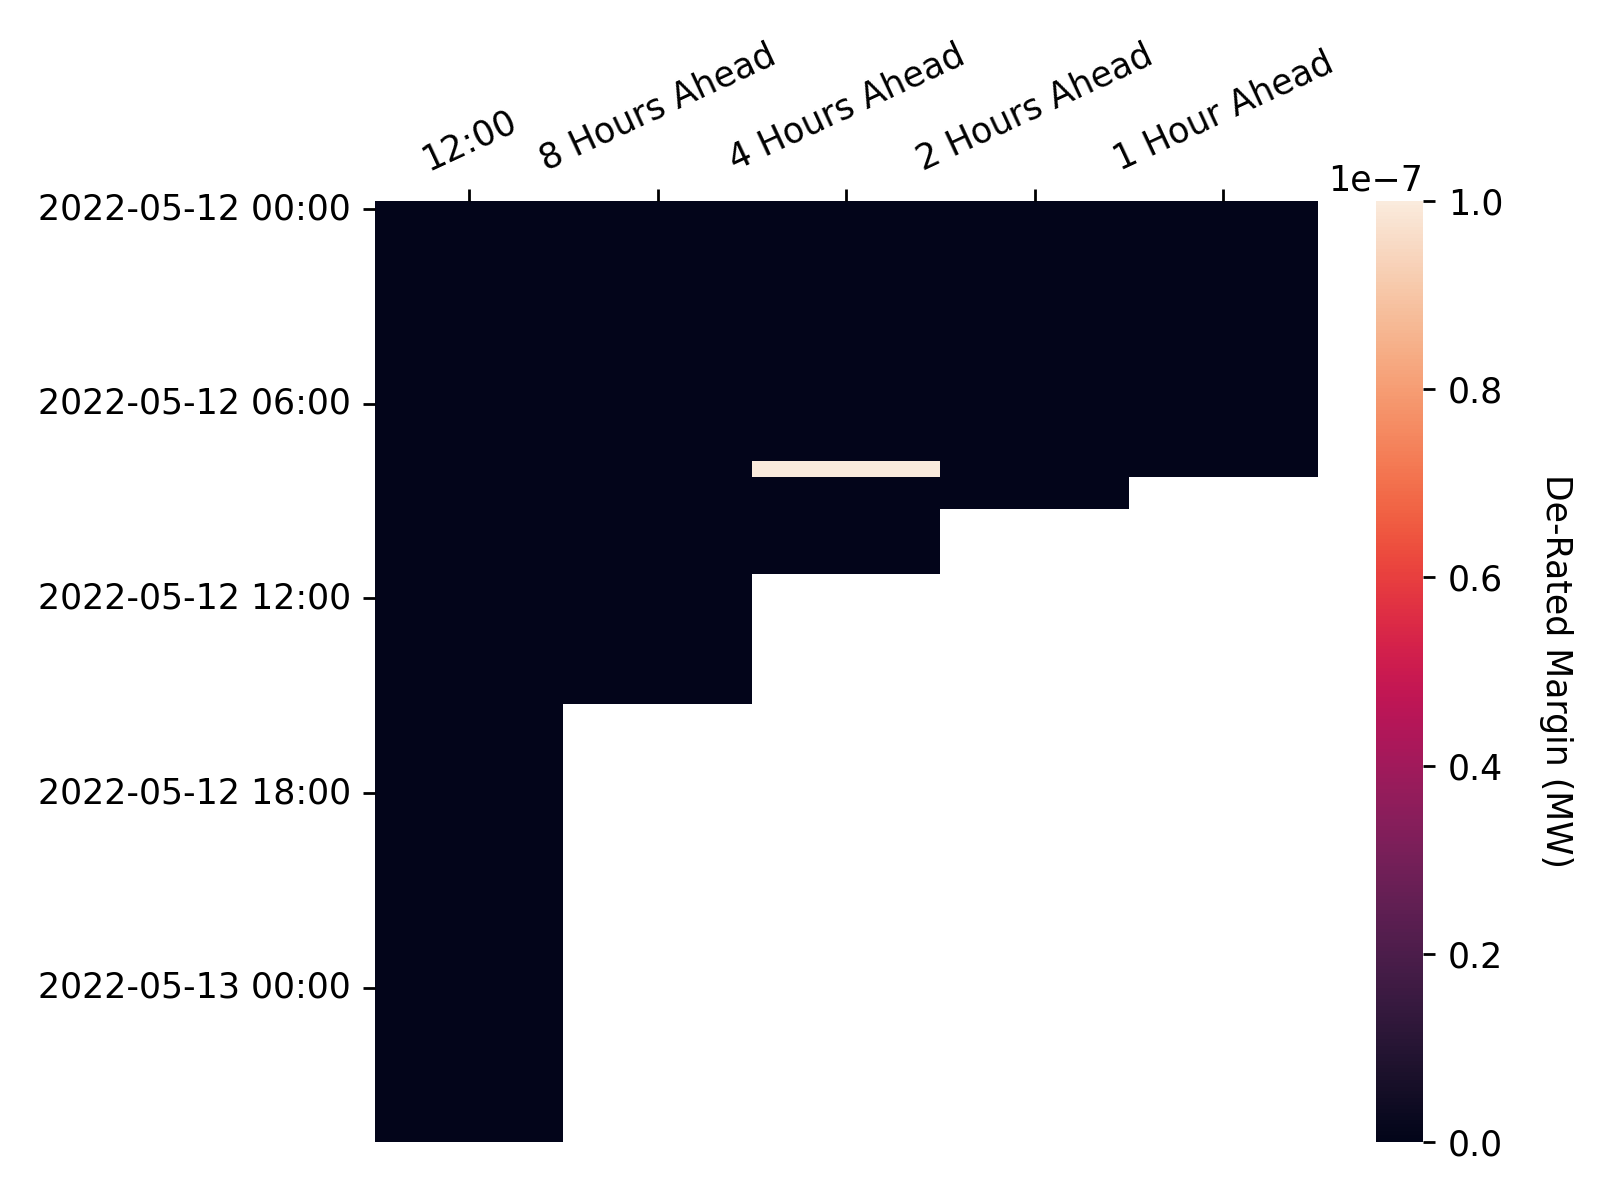 12:00
8 Hours Ahead
4 Hours Ahead
2 Hours Ahead
1 Hour Ahead
2022-05-12 00:00
2022-05-12 06:00
2022-05-12 12:00
2022-05-12 18:00
2022-05-13 00:00
1e−7
1.0
0.8
0.6
0.4
0.2
0.0
De-Rated Margin (MW)